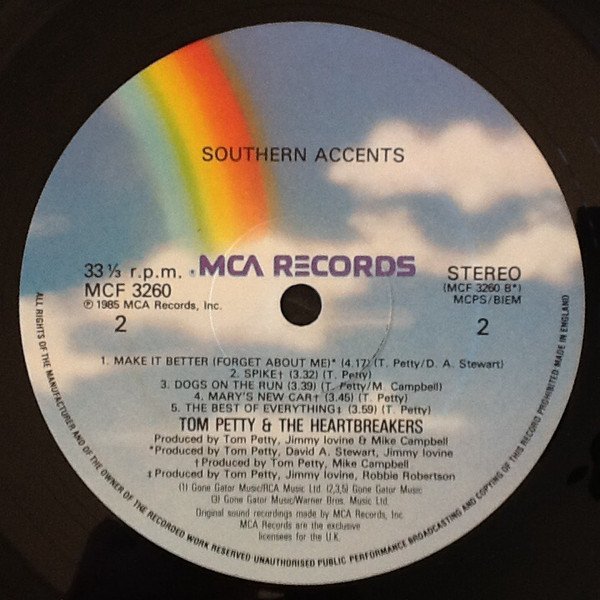 SOUTHERN ACCENTS
33⅓ r.p.m. MCA RECORDS STEREO
MCF 3260 (MCF 3260 B*)
℗ 1985 MCA Records, Inc. MCPS/BIEM
2 2
1. MAKE IT BETTER (FORGET ABOUT ME)* (4.17) (T. Petty/D. A. Stewart)
2. SPIKE† (3.32) (T. Petty)
3. DOGS ON THE RUN (3.39) (T. Petty/M. Campbell)
4. MARY'S NEW CAR† (3.45) (T. Petty)
5. THE BEST OF EVERYTHING‡ (3.59) (T. Petty)
TOM PETTY & THE HEARTBREAKERS
Produced by Tom Petty, Jimmy Iovine & Mike Campbell
*Produced by Tom Petty, David A. Stewart, Jimmy Iovine
†Produced by Tom Petty, Mike Campbell
‡Produced by Tom Petty, Jimmy Iovine, Robbie Robertson
(1) Gone Gator Music/RCA Music Ltd. (2,3,5) Gone Gator Music
(3) Gone Gator Music/Warner Bros. Music Ltd.
Original sound recordings made by MCA Records, Inc.
MCA Records are the exclusive
licensees for the U.K.
ALL RIGHTS OF THE MANUFACTURER AND OF THE OWNER OF THE RECORDED WORK RESERVED UNAUTHORISED PUBLIC PERFORMANCE BROADCASTING AND COPYING OF THIS RECORD PROHIBITED MADE IN ENGLAND